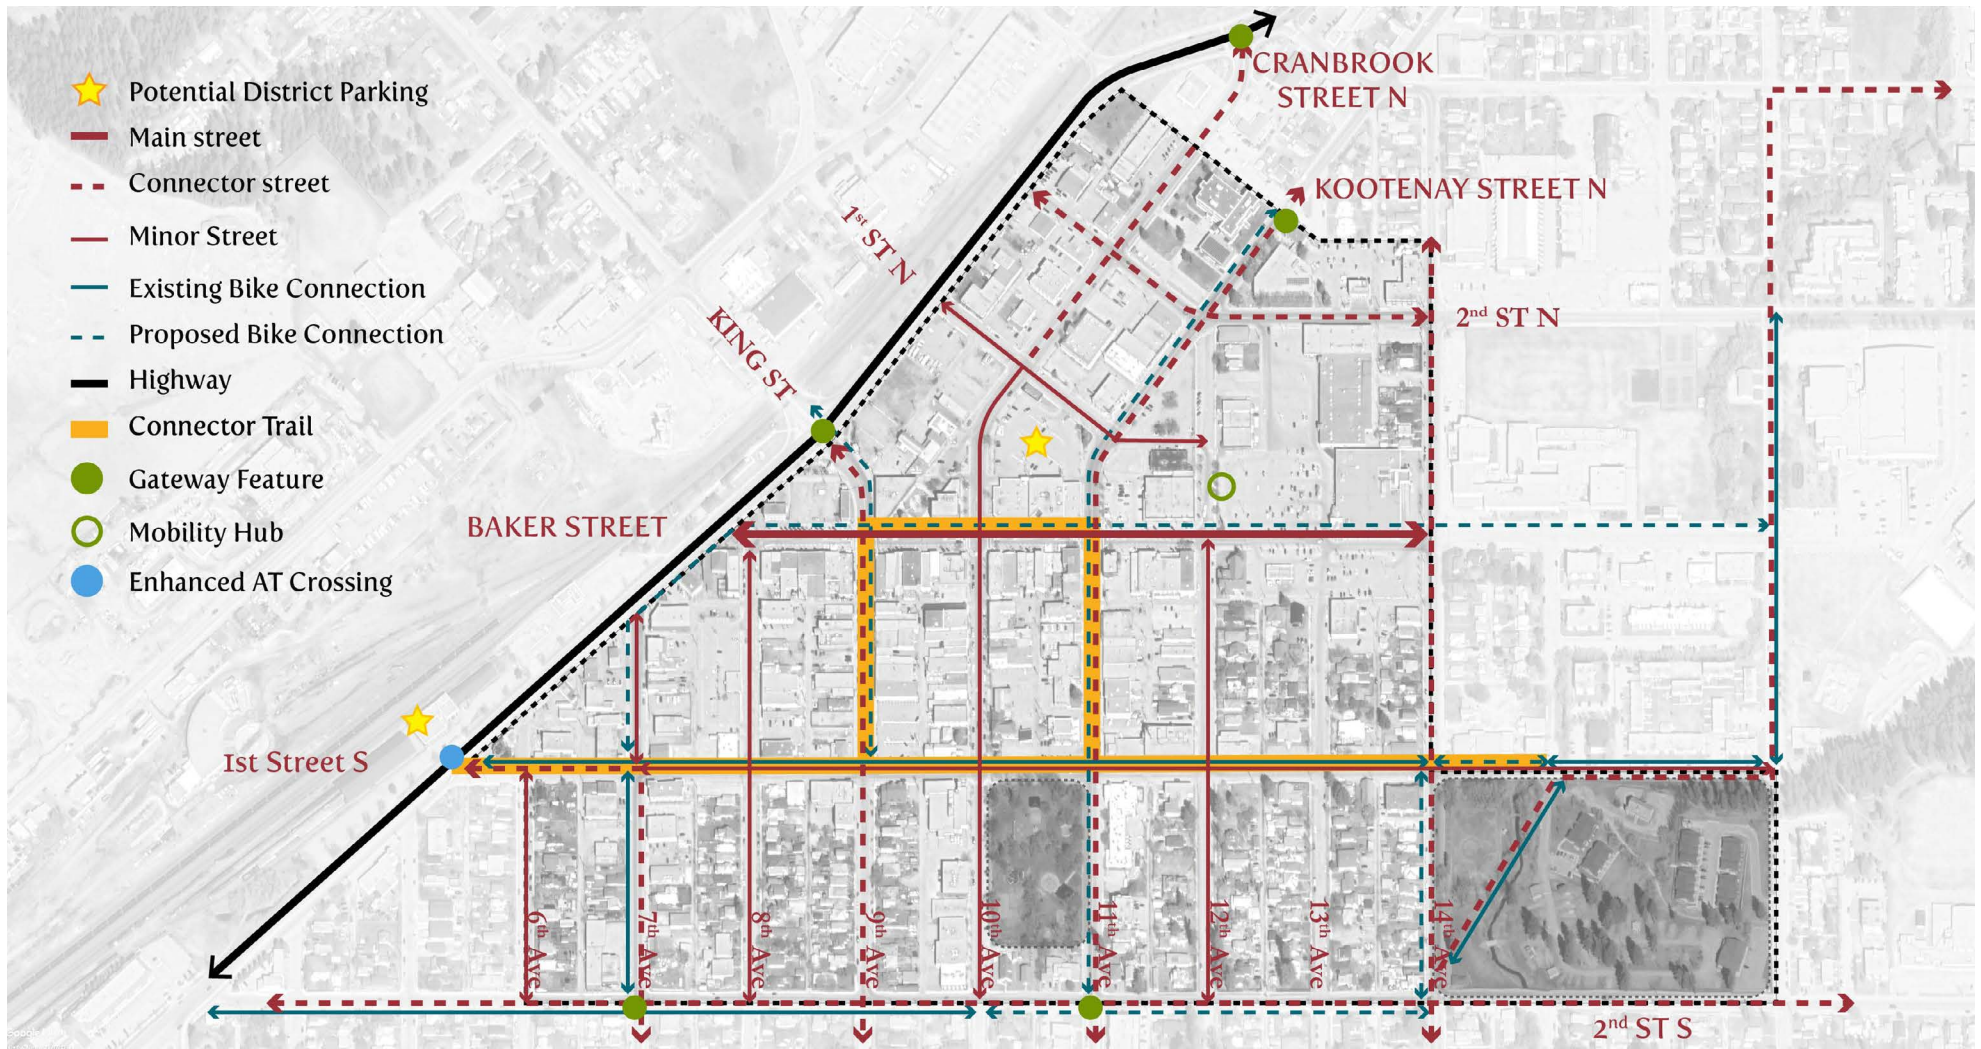 Potential District Parking
Main street
Connector street
Minor Street
Existing Bike Connection
Proposed Bike Connection
Highway
Connector Trail
Gateway Feature
Mobility Hub
Enhanced AT Crossing
CRANBROOK
STREET N
KOOTENAY STREET N
1st ST N
2nd ST N
KING ST
BAKER STREET
1st Street S
6th Ave
7th Ave
8th Ave
9th Ave
10th Ave
11th Ave
12th Ave
13th Ave
14th Ave
2nd ST S
Google